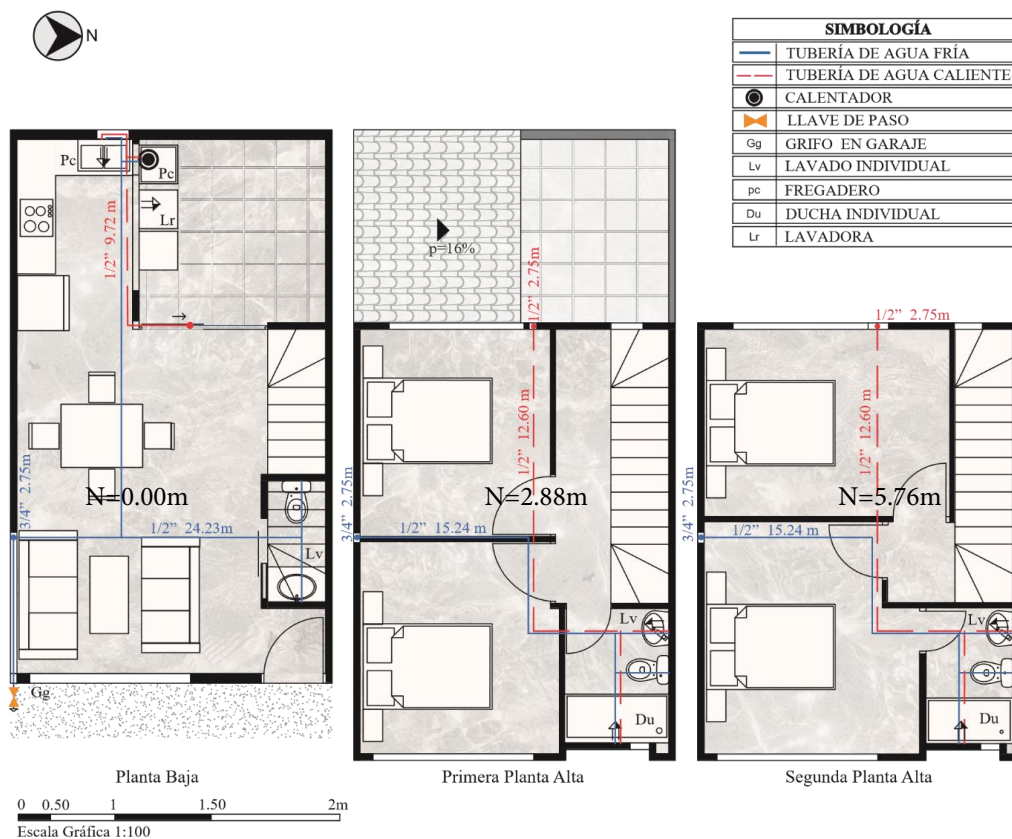 N
SIMBOLOGÍA
TUBERÍA DE AGUA FRÍA
TUBERÍA DE AGUA CALIENTE
CALENTADOR
LLAVE DE PASO
Gg GRIFO EN GARAJE
Lv LAVADO INDIVIDUAL
pc FREGADERO
Du DUCHA INDIVIDUAL
Lr LAVADORA
Pc
Pc
Lr
1/2” 9.72 m
3/4” 2.75m
N=0.00m
1/2” 24.23m
Lv
Gg
Planta Baja
p=16%
1/2” 2.75m
1/2” 12.60 m
3/4” 2.75m
N=2.88m
1/2” 15.24 m
Lv
Du
Primera Planta Alta
1/2” 2.75m
1/2” 12.60 m
3/4” 2.75m
N=5.76m
1/2” 15.24 m
Lv
Du
Segunda Planta Alta
0 0.50 1 1.50 2m
Escala Gráfica 1:100